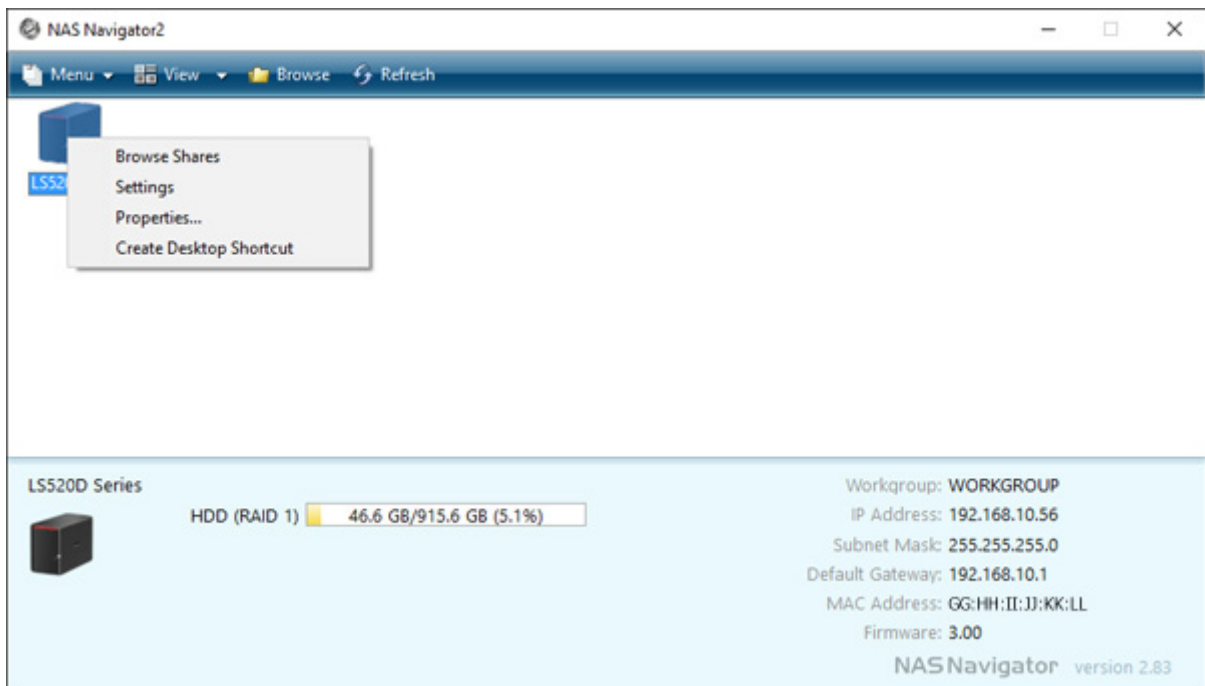 NAS Navigator2
Menu View Browse Refresh
LS52
Browse Shares
Settings
Properties...
Create Desktop Shortcut
LS520D Series
HDD (RAID 1) 46.6 GB/915.6 GB (5.1%)
Workgroup: WORKGROUP
IP Address: 192.168.10.56
Subnet Mask: 255.255.255.0
Default Gateway: 192.168.10.1
MAC Address: GG:HH:II:JJ:KK:LL
Firmware: 3.00
NAS Navigator version 2.83